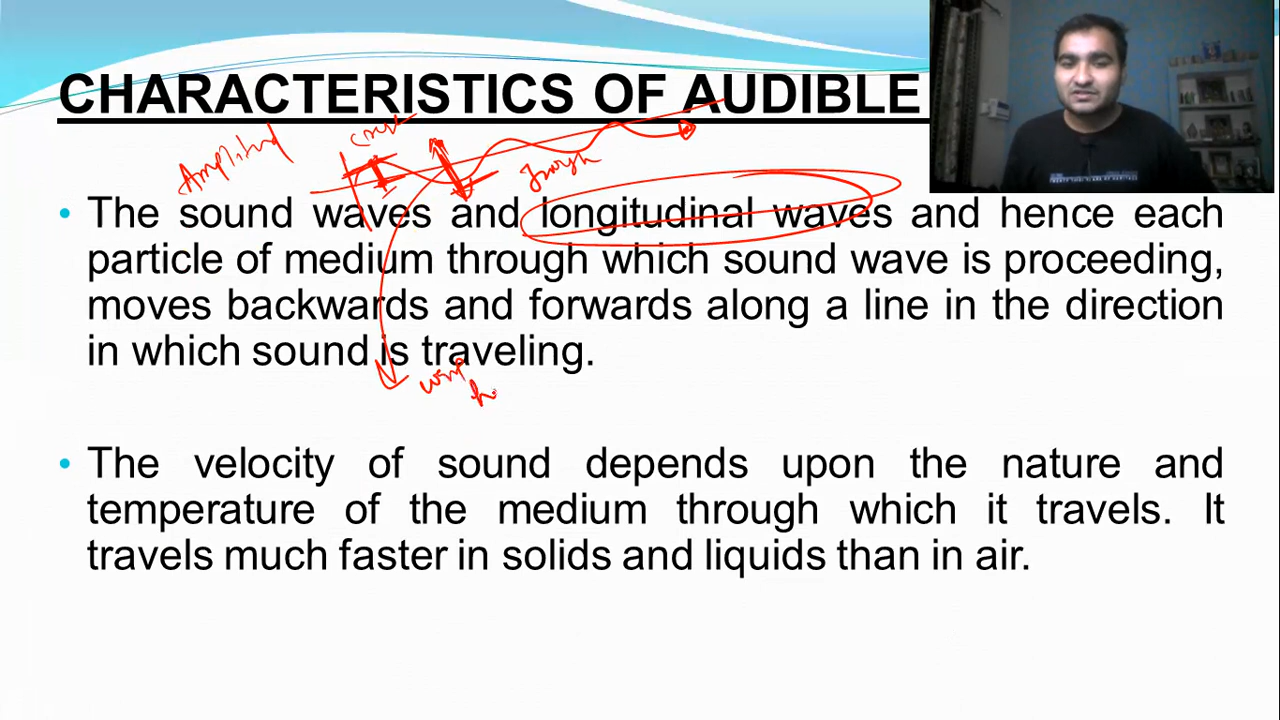 CHARACTERISTICS OF AUDIBLE
Trough
• The sound waves and longitudinal waves and hence each
particle of medium through which sound wave is proceeding,
moves backwards and forwards along a line in the direction
in which sound is traveling.
• The velocity of sound depends upon the nature and
temperature of the medium through which it travels. It
travels much faster in solids and liquids than in air.